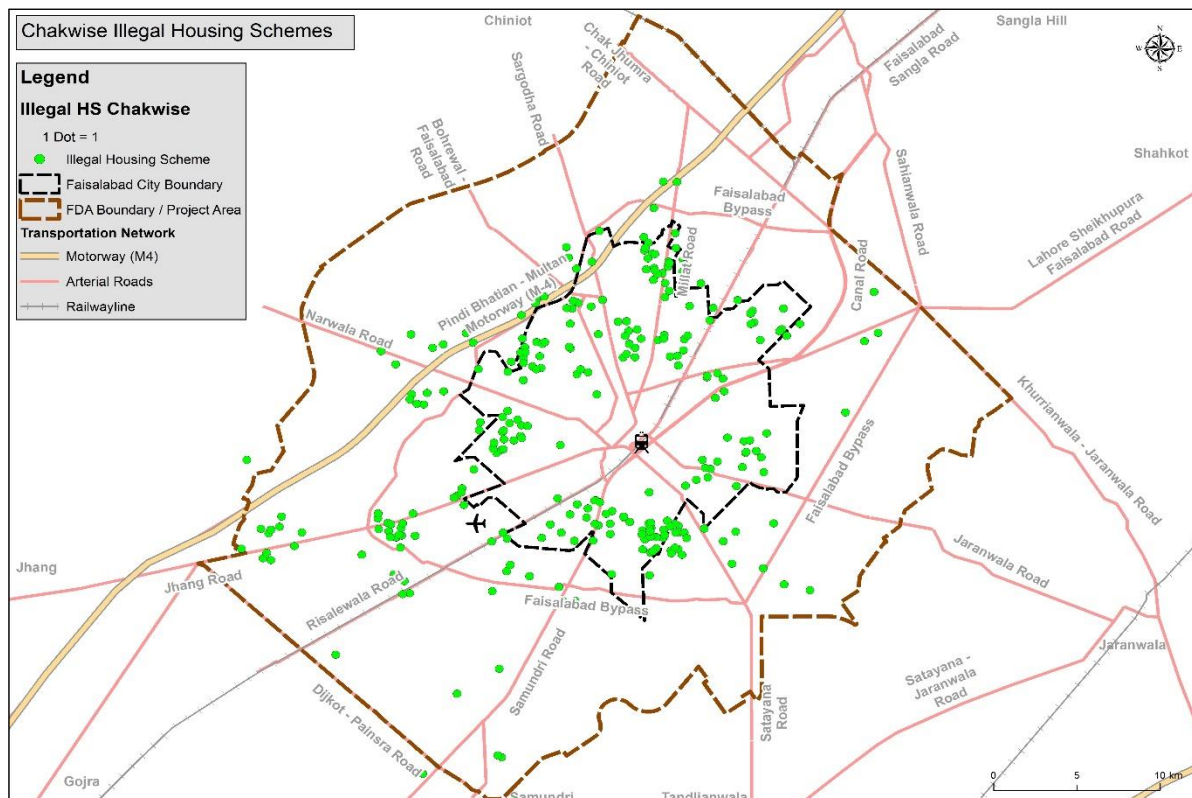 Chakwise Illegal Housing Schemes
Legend
Illegal HS Chakwise
1 Dot = 1
Illegal Housing Scheme
Faisalabad City Boundary
FDA Boundary / Project Area
Transportation Network
Motorway (M4)
Arterial Roads
Railwayline
Chiniot
Sangla Hill
N
W
E
S
Chak Jhumra
- Chiniot
Road
Faisalabad
Sangla Road
Sargodha Road
Bohrewal -
Faisalabad
Road
Sahianwala Road
Shahkot
Faisalabad
Bypass
Lahore Sheikhupura
Faisalabad Road
Millat Road
Canal Road
Pindi Bhatian - Multan
Motorway (M-4)
Narwala Road
Khurrianwala - Jaranwala Road
Faisalabad Bypass
Jaranwala Road
Jhang
Jhang Road
Risalewala Road
Faisalabad Bypass
Jaranwala
Samundri Road
Satayana -
Jaranwala
Road
Satayana
Road
Dijkot - Painsra Road
Gojra
Samundri
Tandlianwala
0
5
10 km